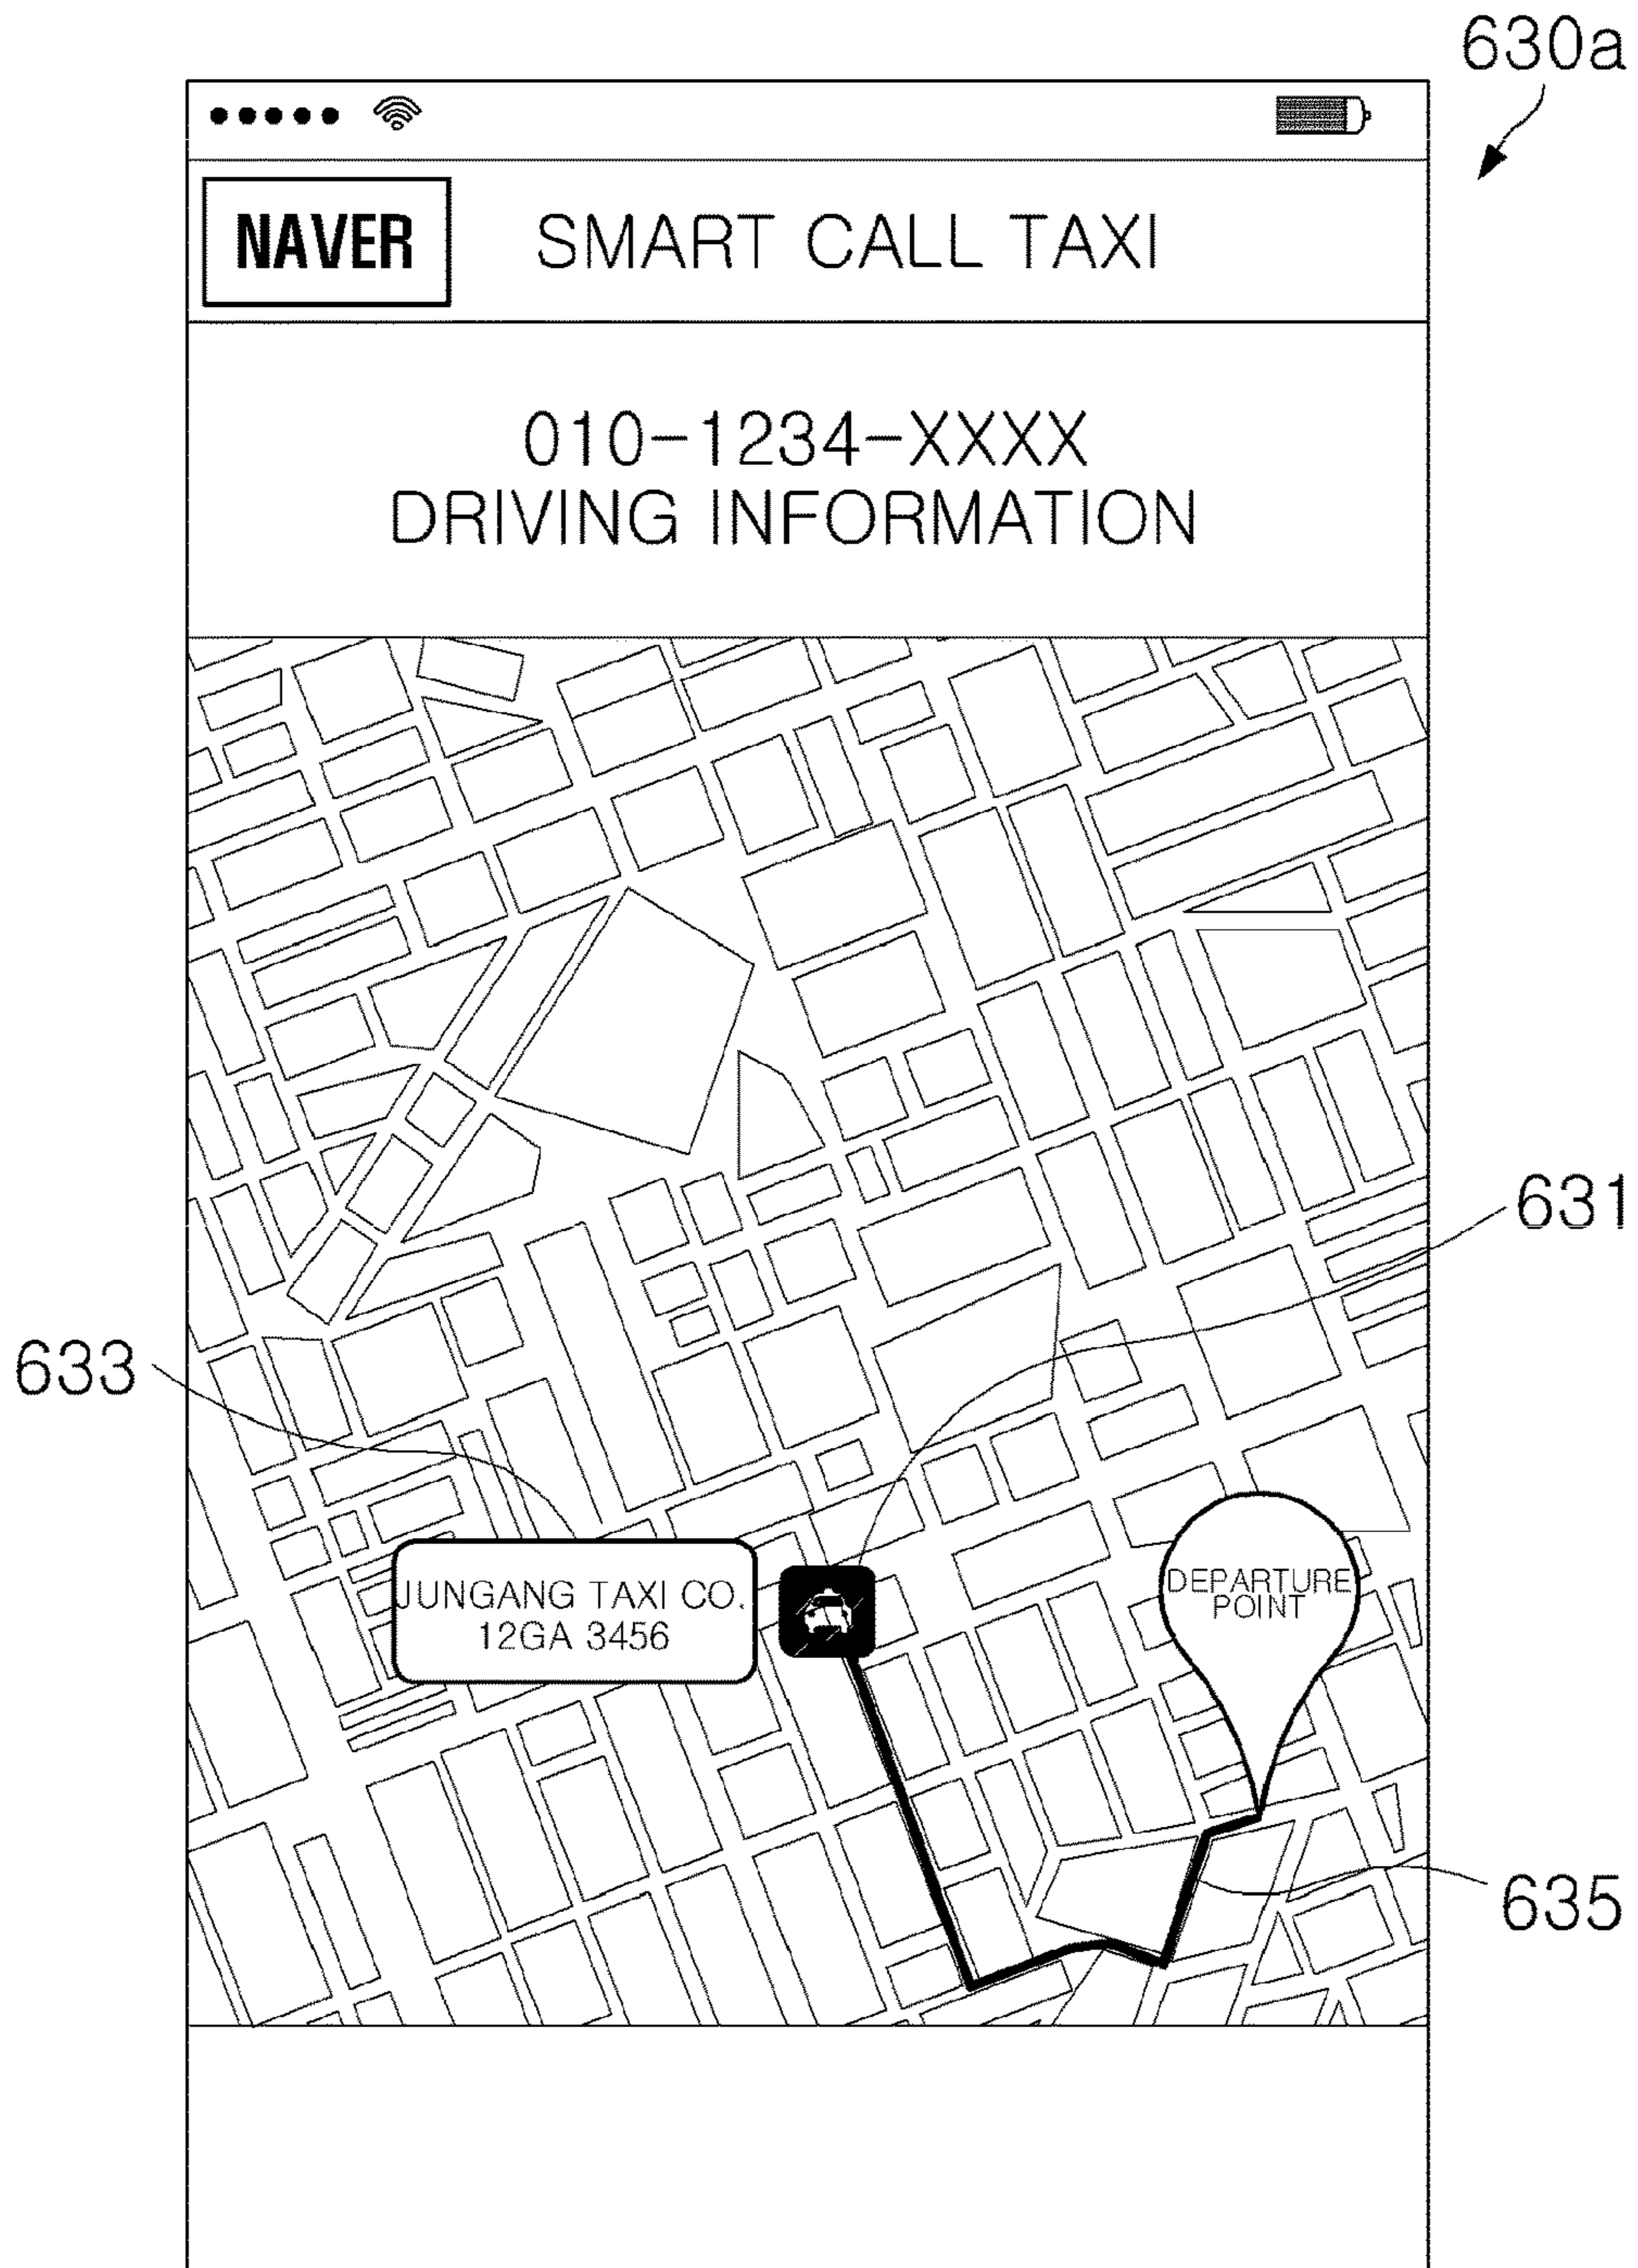 630a
NAVER SMART CALL TAXI
010-1234-XXXX
DRIVING INFORMATION
631
633
JUNGANG TAXI CO.
12GA 3456
DEPARTURE
POINT
635